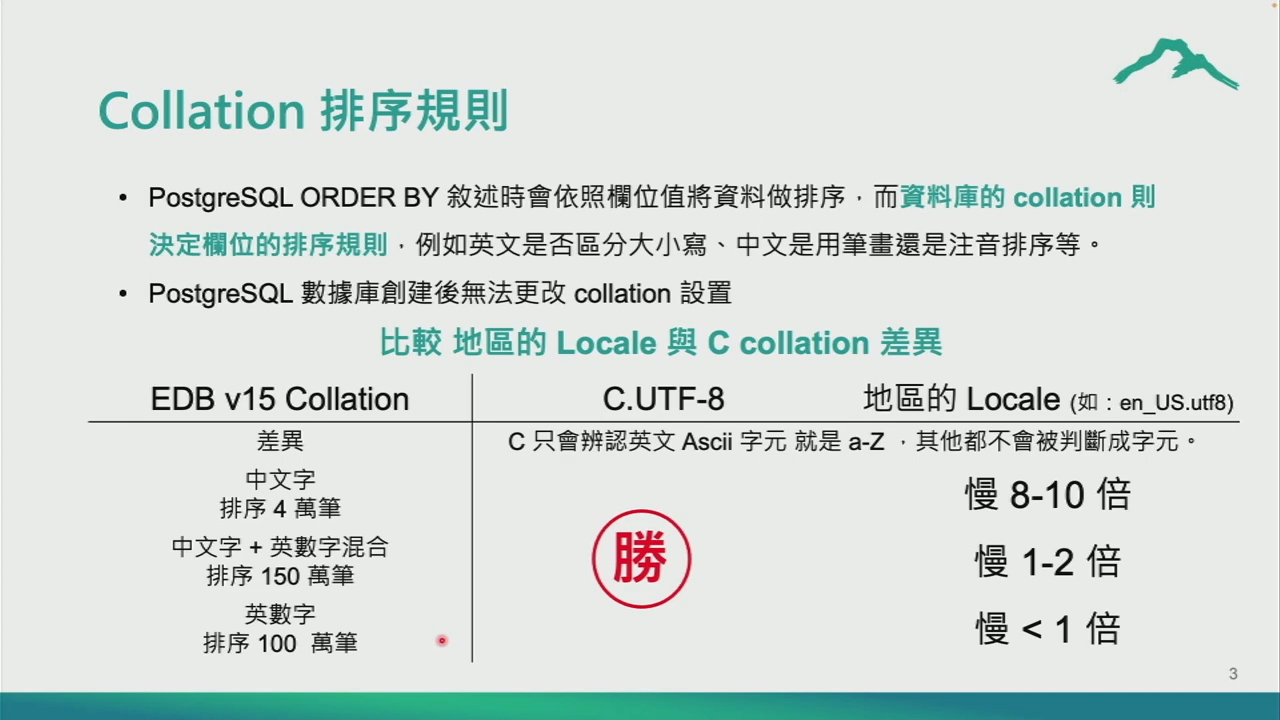 Collation 排序規則
• PostgreSQL ORDER BY 敘述時會依照欄位值將資料做排序，而資料庫的 collation 則
決定欄位的排序規則，例如英文是否區分大小寫、中文是用筆畫還是注音排序等。
• PostgreSQL 數據庫創建後無法更改 collation 設置
比較 地區的 Locale 與 C collation 差異
EDB v15 Collation C.UTF-8 地區的 Locale (如：en_US.utf8)
差異 C 只會辨認英文 Ascii 字元 就是 a-Z ，其他都不會被判斷成字元。
中文字
排序 4 萬筆
慢 8-10 倍
中文字 + 英數字混合
排序 150 萬筆
勝
慢 1-2 倍
英數字
排序 100 萬筆
慢 < 1 倍
3